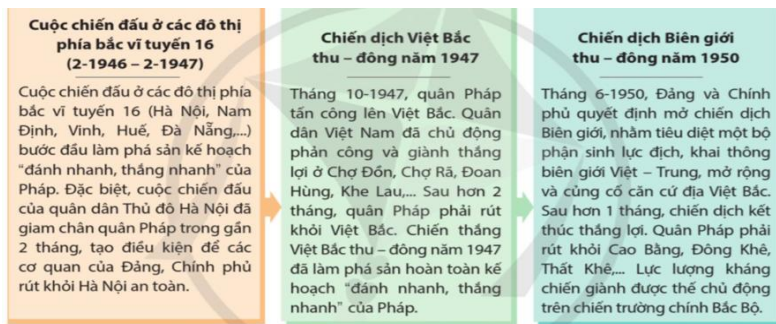 Cuộc chiến đấu ở các đô thị
phía bắc vĩ tuyến 16
(2-1946 – 2-1947)
Cuộc chiến đấu ở các đô thị phía
bắc vĩ tuyến 16 (Hà Nội, Nam
Định, Vinh, Huế, Đà Nẵng,...)
bước đầu làm phá sản kế hoạch
“đánh nhanh, thắng nhanh” của
Pháp. Đặc biệt, cuộc chiến đấu
của quân dân Thủ đô Hà Nội đã
giam chân quân Pháp trong gần
2 tháng, tạo điều kiện để các
cơ quan của Đảng, Chính phủ
rút khỏi Hà Nội an toàn.
Chiến dịch Việt Bắc
thu – đông năm 1947
Tháng 10-1947, quân Pháp
tấn công lên Việt Bắc. Quân
dân Việt Nam đã chủ động
phản công và giành thắng
lợi ở Chợ Đồn, Chợ Rã, Đoan
Hùng, Khe Lau,... Sau hơn 2
tháng, quân Pháp phải rút
khỏi Việt Bắc. Chiến thắng
Việt Bắc thu – đông năm 1947
đã làm phá sản hoàn toàn kế
hoạch “đánh nhanh, thắng
nhanh” của Pháp.
Chiến dịch Biên giới
thu – đông năm 1950
Tháng 6-1950, Đảng và Chính
phủ quyết định mở chiến dịch
Biên giới, nhằm tiêu diệt một bộ
phận sinh lực địch, khai thông
biên giới Việt – Trung, mở rộng
và củng cố căn cứ địa Việt Bắc.
Sau hơn 1 tháng, chiến dịch kết
thúc thắng lợi. Quân Pháp phải
rút khỏi Cao Bằng, Đông Khê,
Thất Khê,... Lực lượng kháng
chiến giành được thế chủ động
trên chiến trường chính Bắc Bộ.